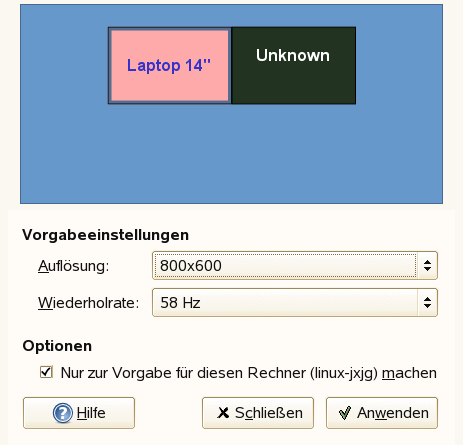 Laptop 14" Unknown
Vorgabeeinstellungen
Auflösung: 800x600
Wiederholrate: 58 Hz
Optionen
Nur zur Vorgabe für diesen Rechner (linux-jxjg) machen
Hilfe Schließen Anwenden